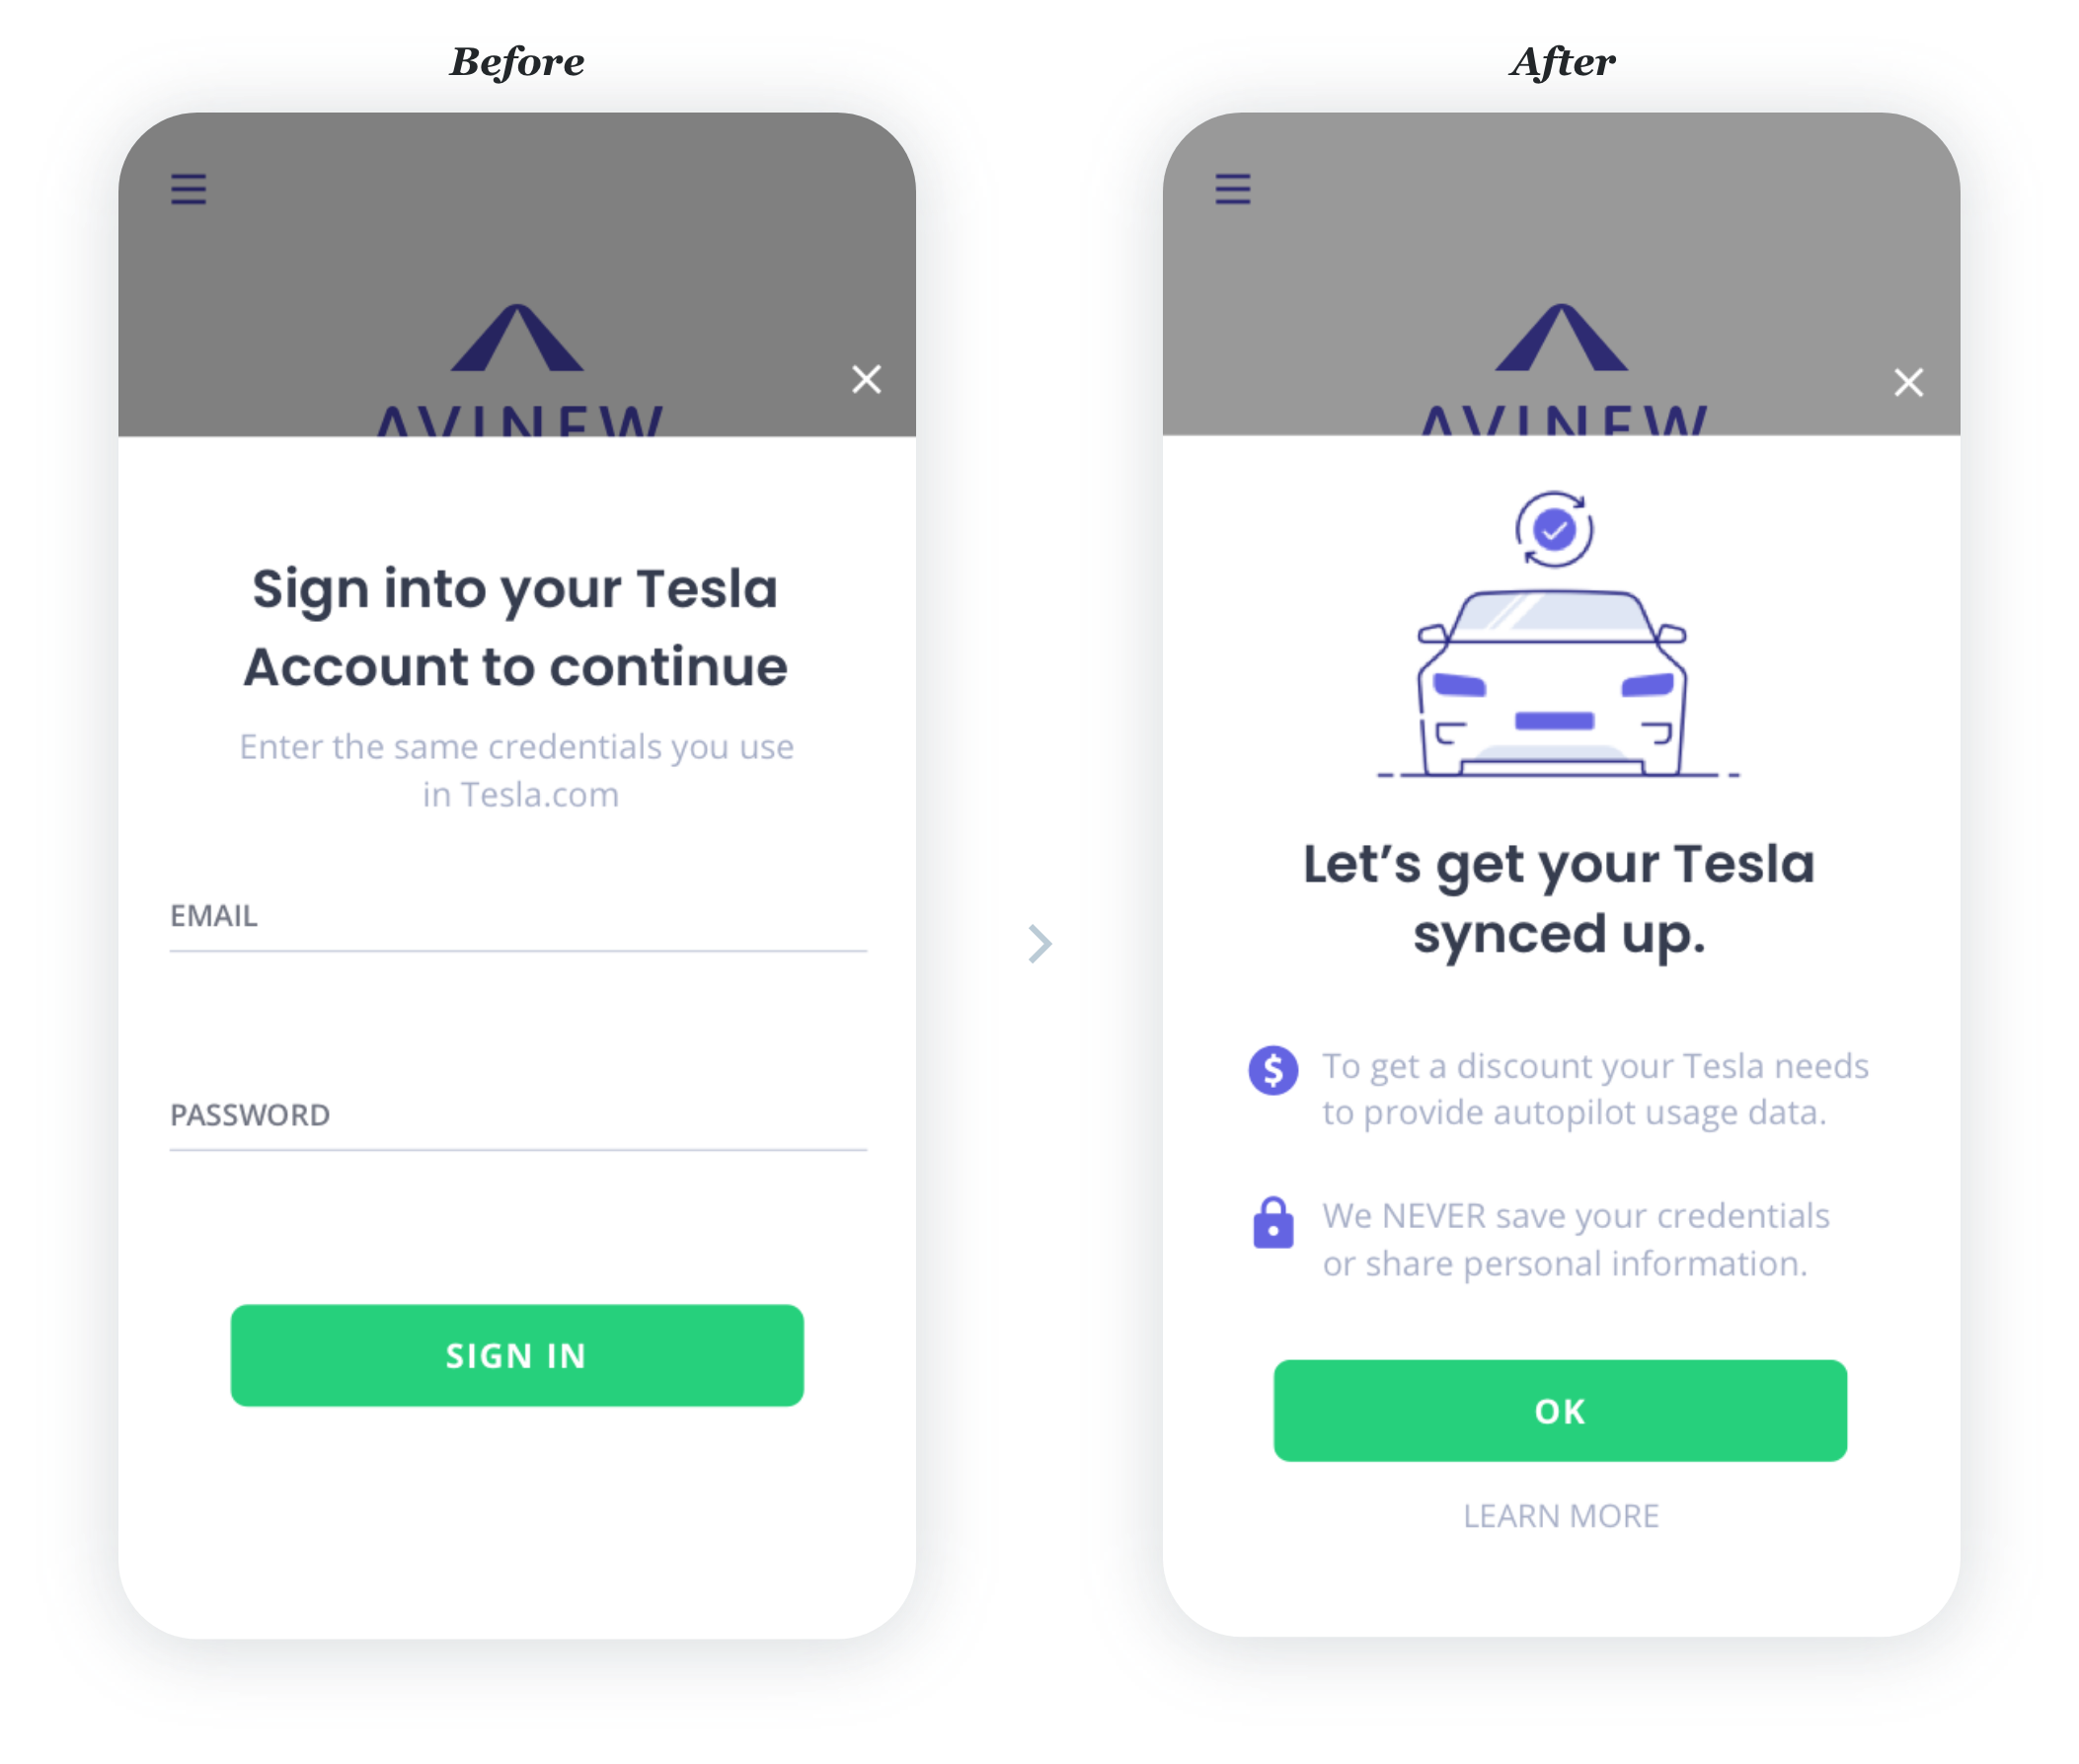 Before
AVINEW
Sign into your Tesla
Account to continue
Enter the same credentials you use
in Tesla.com
EMAIL
PASSWORD
SIGN IN
After
AVINEW
Let’s get your Tesla
synced up.
$ To get a discount your Tesla needs
to provide autopilot usage data.
We NEVER save your credentials
or share personal information.
OK
LEARN MORE